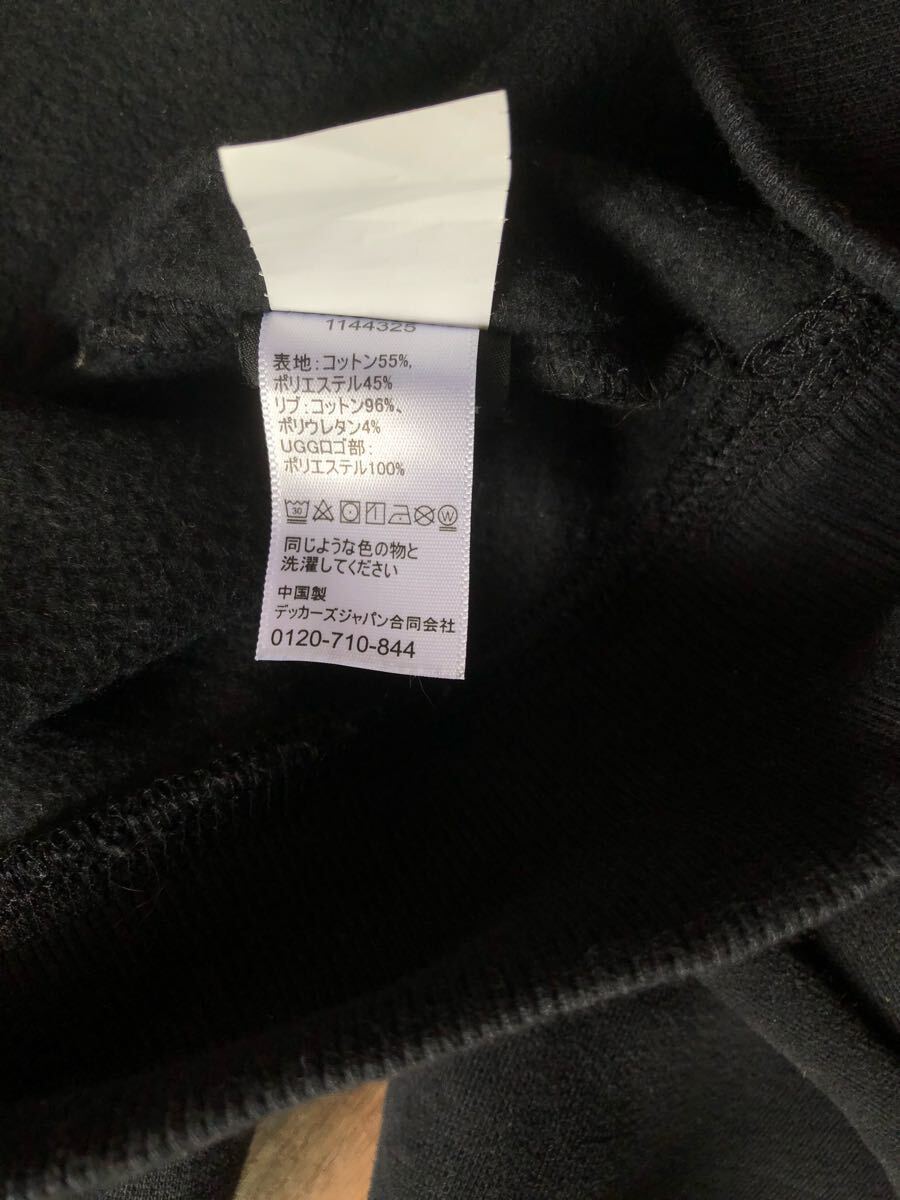 1144325
表地:コットン55%,
ポリエステル45%
リブ:コットン96%、
ポリウレタン4%
UGGロゴ部:
ポリエステル100%
30 W
同じような色の物と
洗濯してください
中国製
デッカーズジャパン合同会社
0120-710-844